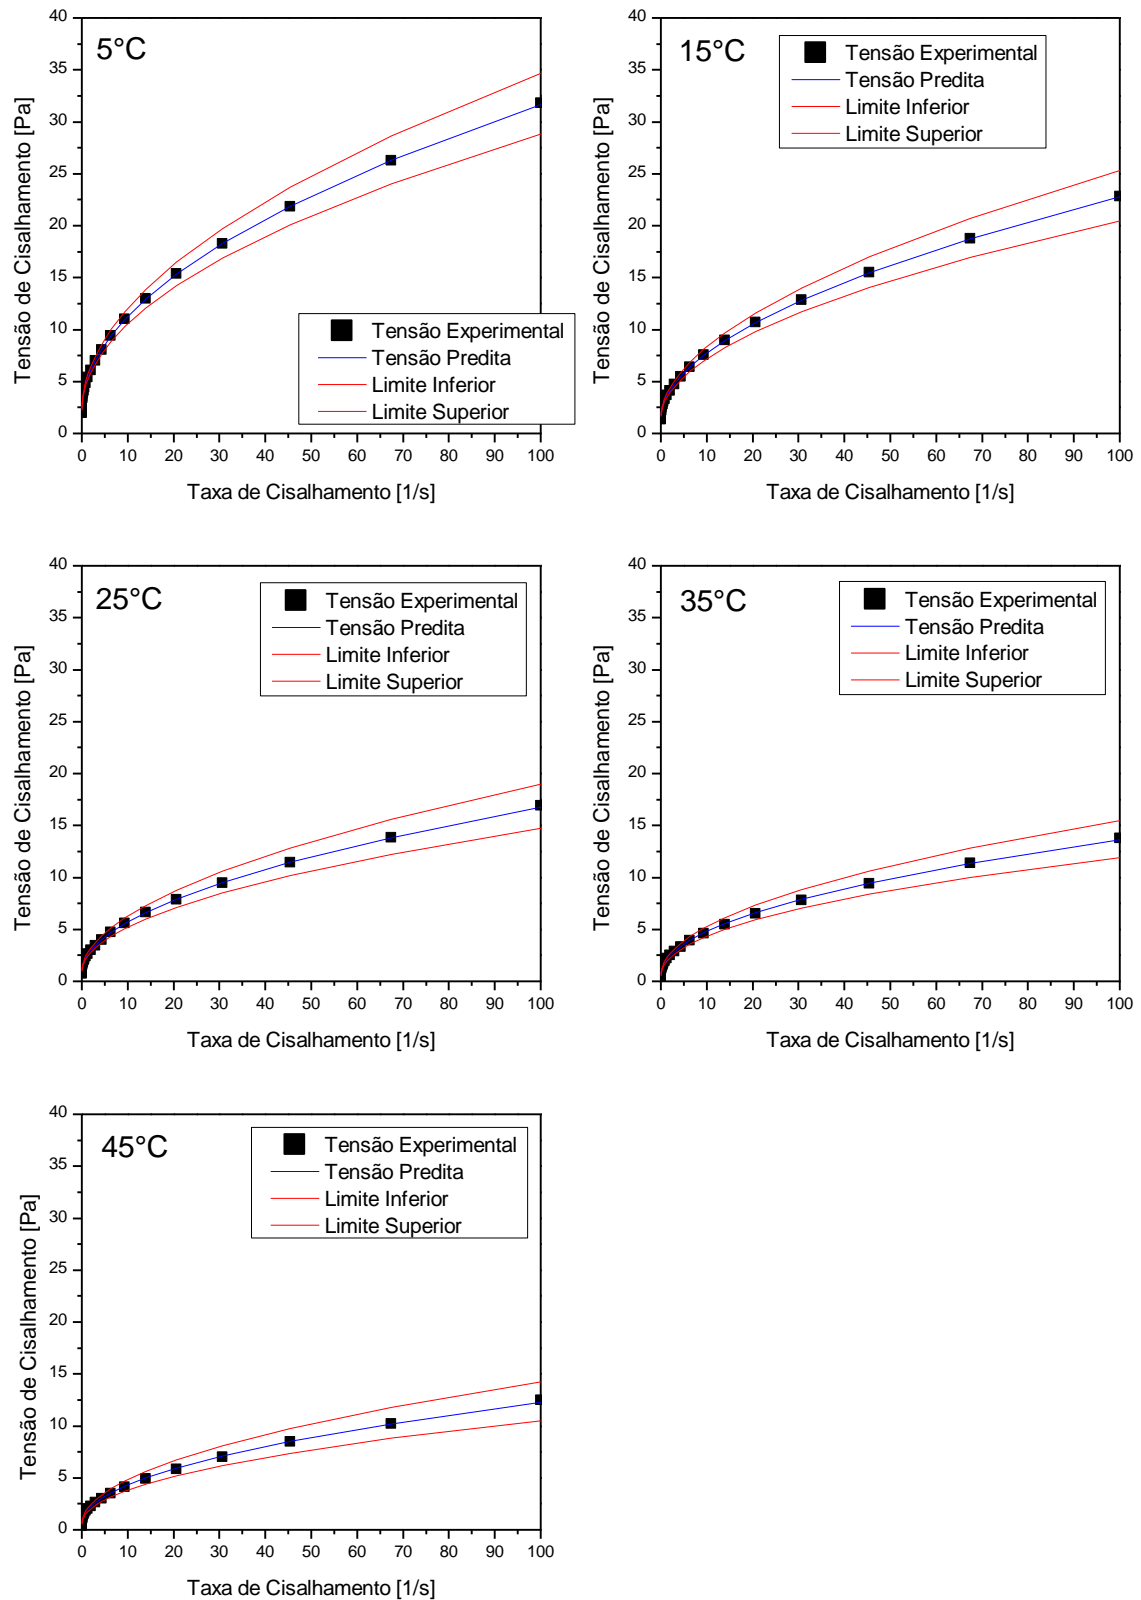 5°C
Tensão de Cisalhamento [Pa]
40
35
30
25
20
15
10
5
0
Tensão Experimental
Tensão Predita
Limite Inferior
Limite Superior
0 10 20 30 40 50 60 70 80 90 100
Taxa de Cisalhamento [1/s]
15°C
Tensão de Cisalhamento [Pa]
40
35
30
25
20
15
10
5
0
Tensão Experimental
Tensão Predita
Limite Inferior
Limite Superior
0 10 20 30 40 50 60 70 80 90 100
Taxa de Cisalhamento [1/s]
25°C
Tensão de Cisalhamento [Pa]
40
35
30
25
20
15
10
5
0
Tensão Experimental
Tensão Predita
Limite Inferior
Limite Superior
0 10 20 30 40 50 60 70 80 90 100
Taxa de Cisalhamento [1/s]
35°C
Tensão de Cisalhamento [Pa]
40
35
30
25
20
15
10
5
0
Tensão Experimental
Tensão Predita
Limite Inferior
Limite Superior
0 10 20 30 40 50 60 70 80 90 100
Taxa de Cisalhamento [1/s]
45°C
Tensão de Cisalhamento [Pa]
40
35
30
25
20
15
10
5
0
Tensão Experimental
Tensão Predita
Limite Inferior
Limite Superior
0 10 20 30 40 50 60 70 80 90 100
Taxa de Cisalhamento [1/s]